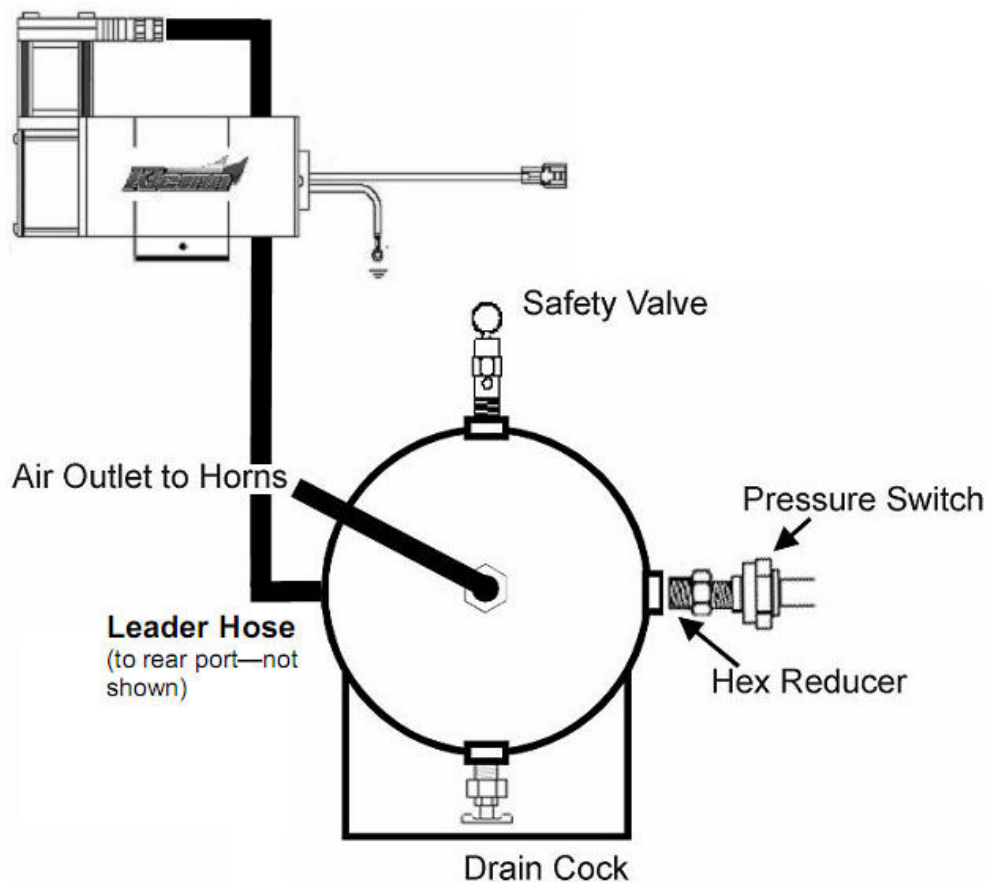 Kleinn
Safety Valve
Air Outlet to Horns
Pressure Switch
Leader Hose
(to rear port—not
shown)
Hex Reducer
Drain Cock